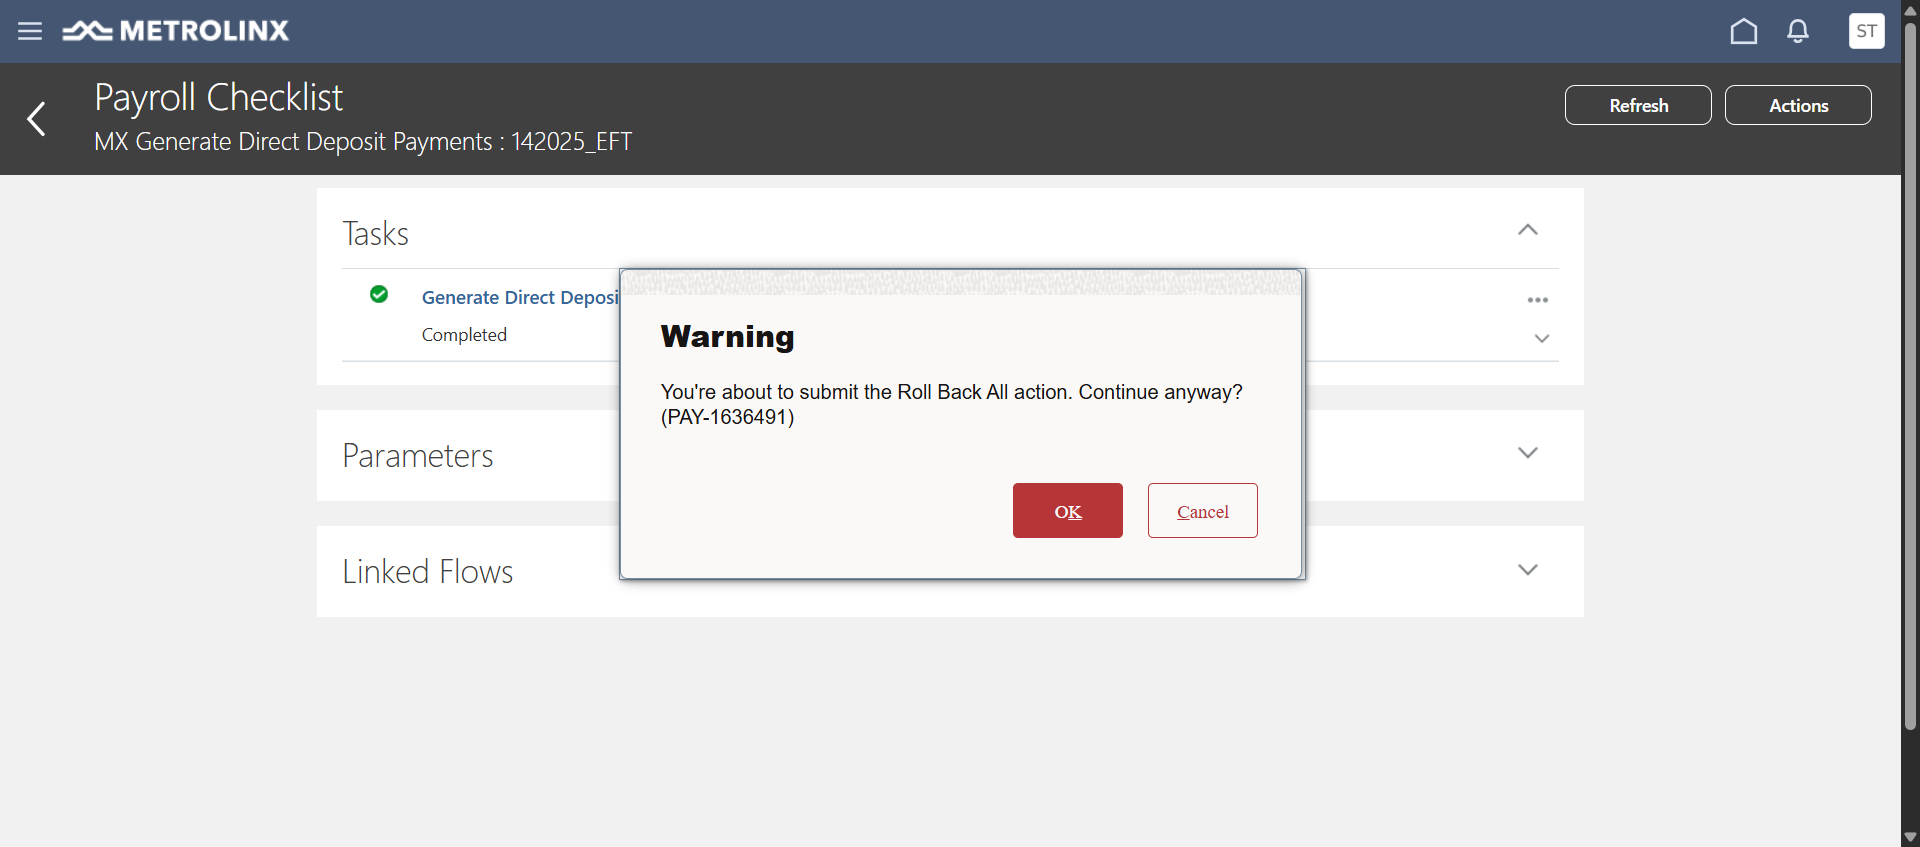 METROLINX
ST
Payroll Checklist
MX Generate Direct Deposit Payments : 142025_EFT
Refresh
Actions
Tasks
Generate Direct Deposi
Completed
Warning
You're about to submit the Roll Back All action. Continue anyway?
(PAY-1636491)
OK
Cancel
Parameters
Linked Flows